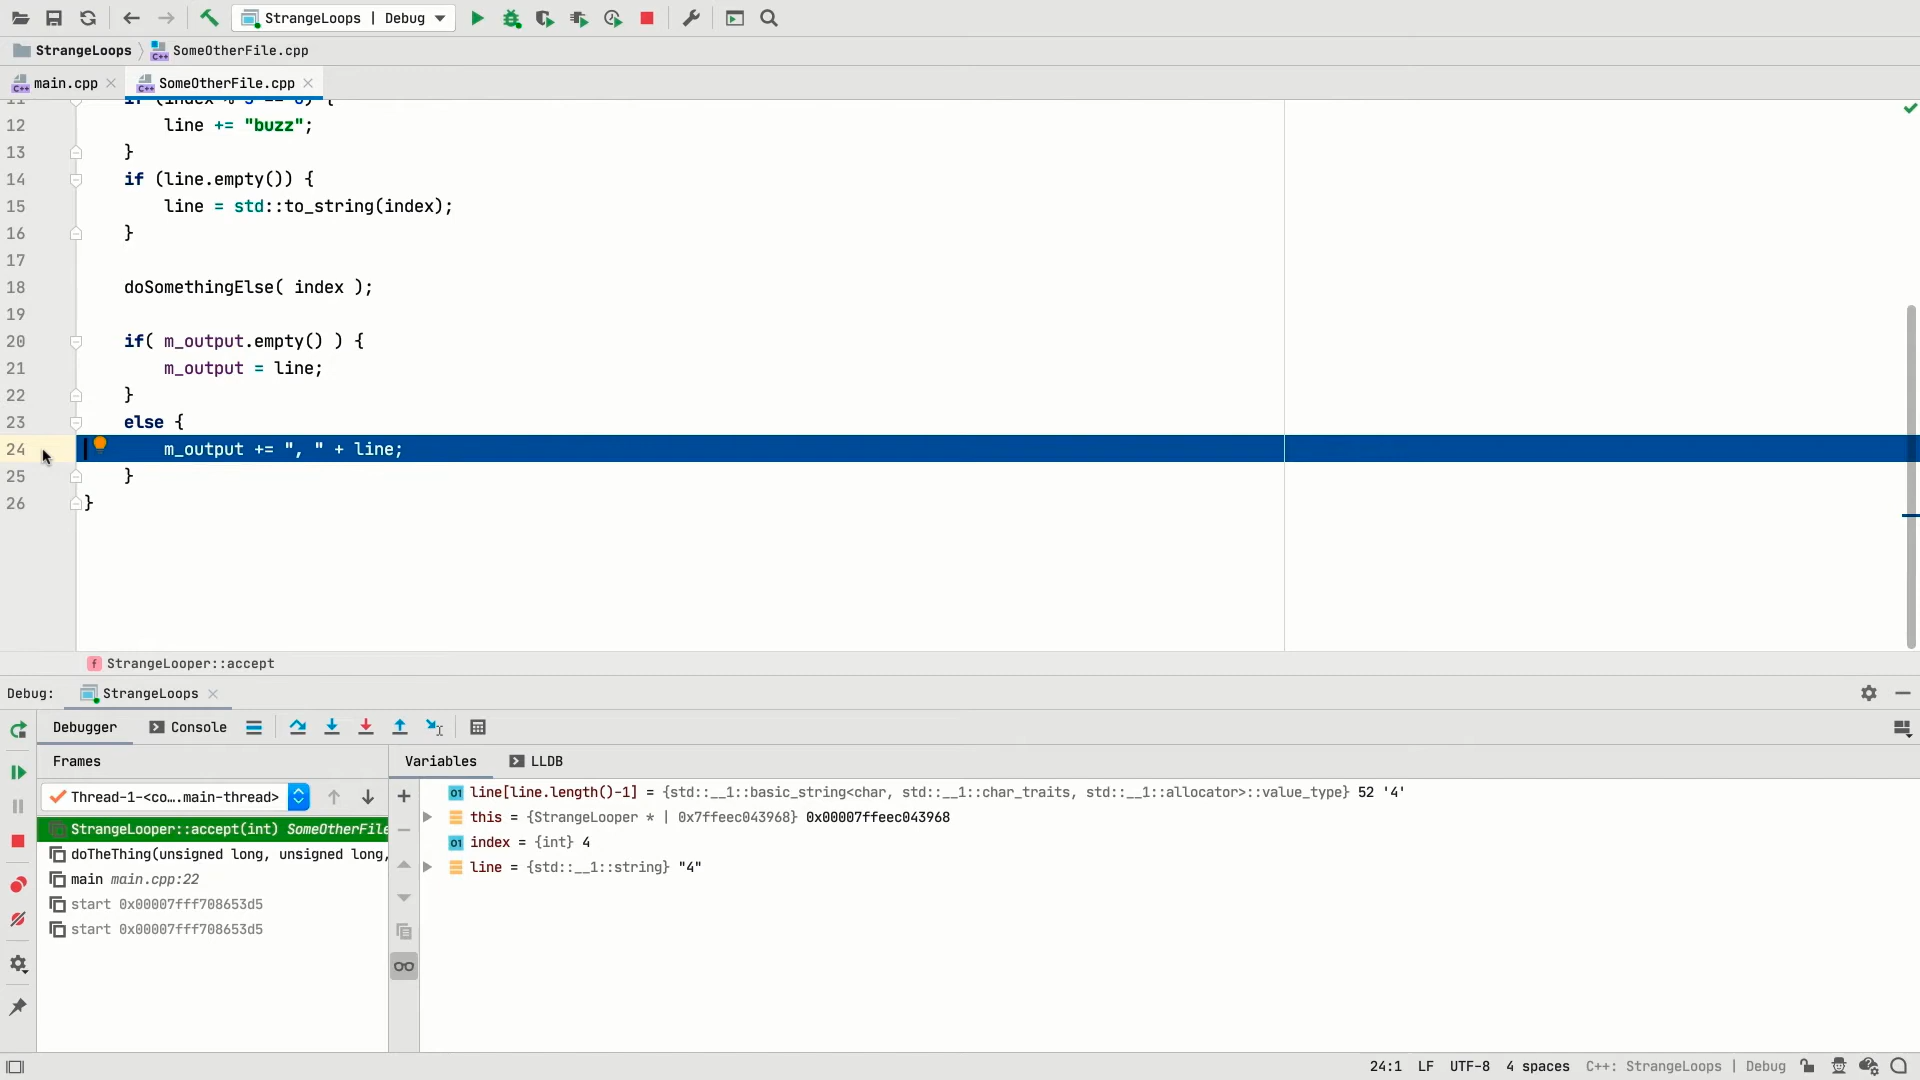 StrangeLoops | Debug
StrangeLoops SomeOtherFile.cpp
main.cpp SomeOtherFile.cpp
12 line += "buzz";
13 }
14 if (line.empty()) {
15 line = std::to_string(index);
16 }
17
18 doSomethingElse( index );
19
20 if( m_output.empty() ) {
21 m_output = line;
22 }
23 else {
24 m_output += ", " + line;
25 }
26 }
f StrangeLooper::accept
Debug: StrangeLoops
Debugger Console
Frames Variables LLDB
Thread-1-<co....main-thread>
StrangeLooper::accept(int) SomeOtherFile
doTheThing(unsigned long, unsigned long,
main main.cpp:22
start 0x00007fff708653d5
start 0x00007fff708653d5
line[line.length()-1] = {std::__1::basic_string<char, std::__1::char_traits, std::__1::allocator>::value_type} 52 '4'
this = {StrangeLooper * | 0x7ffeec043968} 0x00007ffeec043968
index = {int} 4
line = {std::__1::string} "4"
24:1 LF UTF-8 4 spaces C++: StrangeLoops | Debug